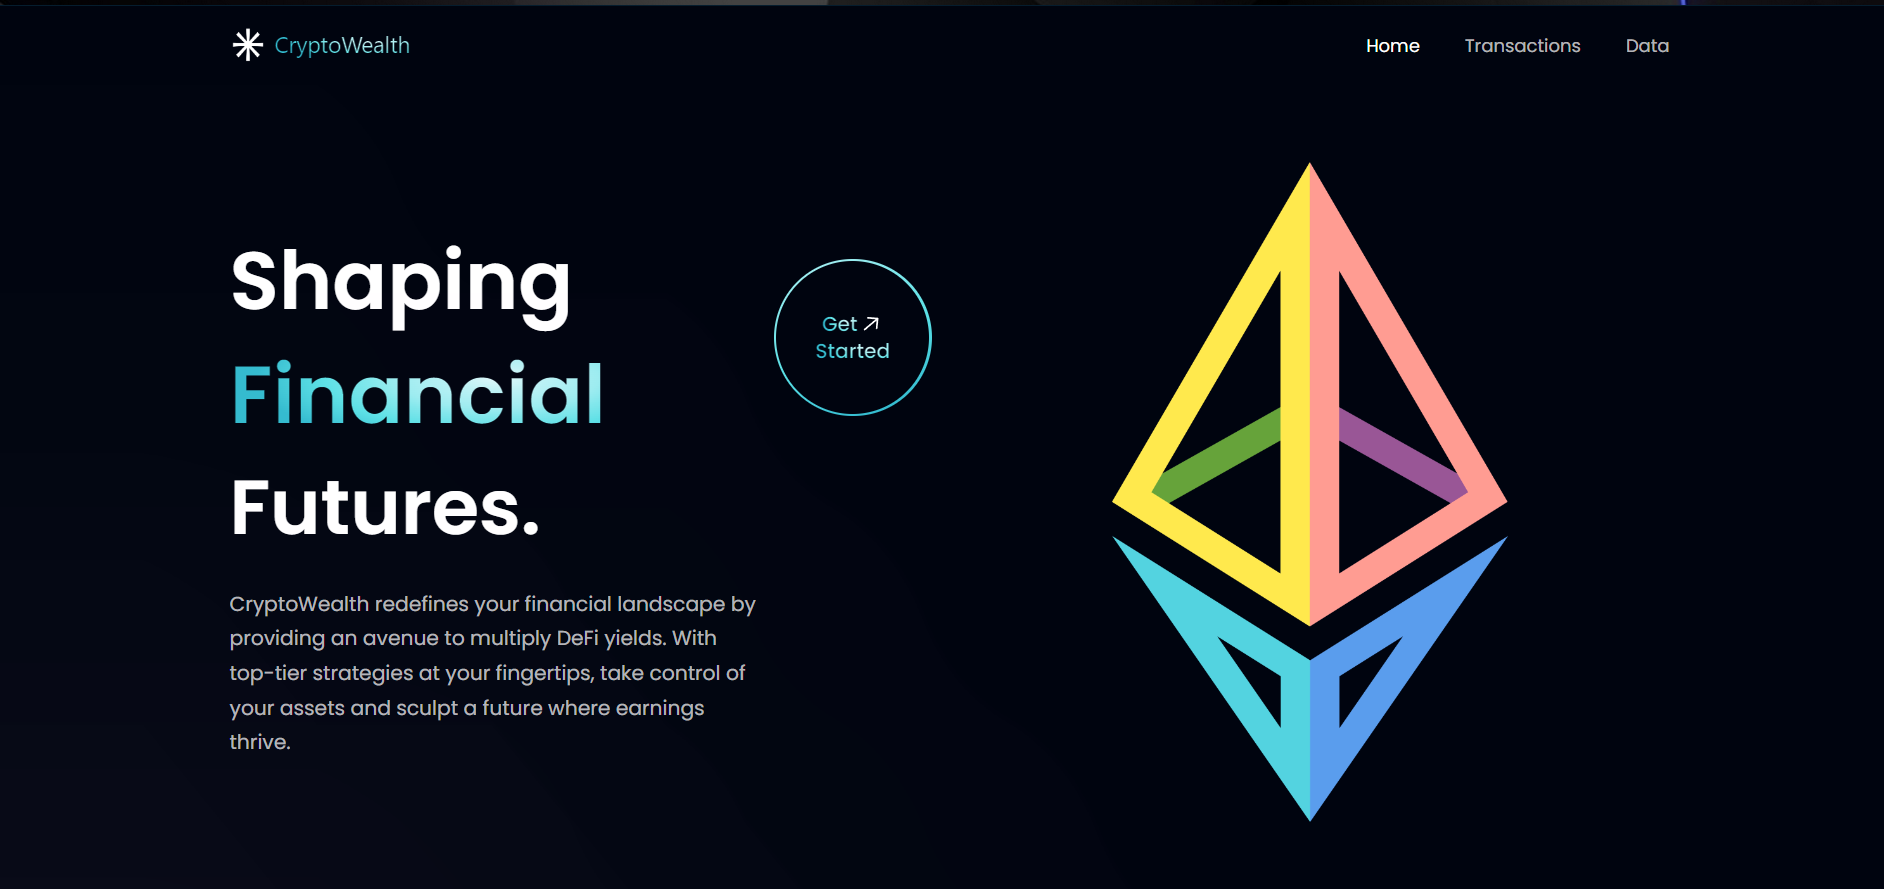 CryptoWealth
Home
Transactions
Data
Shaping
Financial
Futures.
Get
Started
CryptoWealth redefines your financial landscape by
providing an avenue to multiply DeFi yields. With
top-tier strategies at your fingertips, take control of
your assets and sculpt a future where earnings
thrive.